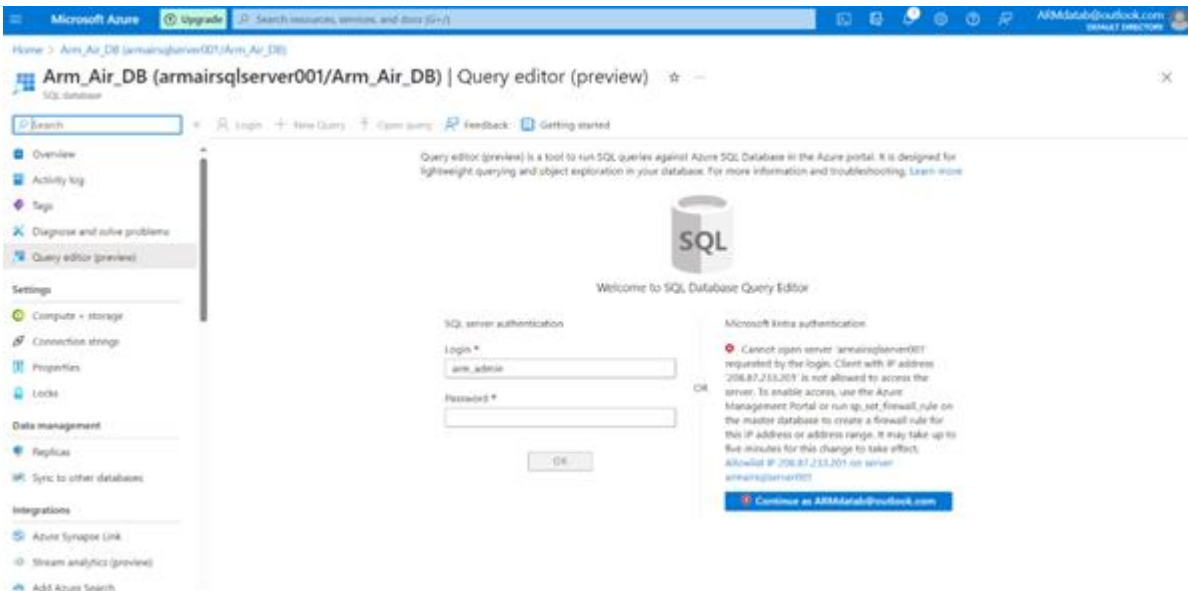 Microsoft Azure
Upgrade
Search resources, services, and docs (G+/)
ARMdatab@outlook.com
DEFAULT DIRECTORY
Home > Arm_Air_DB (armairsqlserver001/Arm_Air_DB)
Arm_Air_DB (armairsqlserver001/Arm_Air_DB) | Query editor (preview)
SQL database
Search
Login
New Query
Open query
Feedback
Getting started
Overview
Activity log
Tags
Diagnose and solve problems
Query editor (preview)
Settings
Compute + storage
Connection strings
Properties
Locks
Data management
Replicas
Sync to other databases
Integrations
Azure Synapse Link
Stream analytics (preview)
Add Azure Search
Query editor (preview) is a tool to run SQL queries against Azure SQL Database in the Azure portal. It is designed for
lightweight querying and object exploration in your database. For more information and troubleshooting, Learn more
SQL
Welcome to SQL Database Query Editor
SQL server authentication
Login *
arm_admin
Password *
OK
OR
Microsoft Entra authentication
Cannot open server 'armairsqlserver001'
requested by the login. Client with IP address
'206.87.233.201' is not allowed to access the
server. To enable access, use the Azure
Management Portal or run sp_set_firewall_rule on
the master database to create a firewall rule for
this IP address or address range. It may take up to
five minutes for this change to take effect.
Allowlist IP 206.87.233.201 on server
armairsqlserver001
Continue as ARMdatab@outlook.com